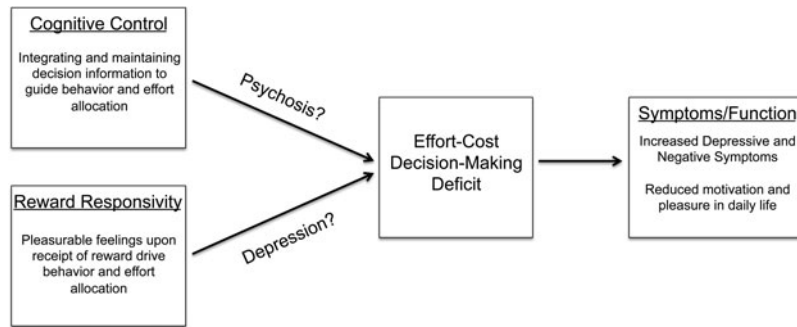 Cognitive Control
Integrating and maintaining
decision information to
guide behavior and effort
allocation
Psychosis?
Reward Responsivity
Pleasurable feelings upon
receipt of reward drive
behavior and effort
allocation
Depression?
Effort-Cost
Decision-Making
Deficit
Symptoms/Function
Increased Depressive and
Negative Symptoms
Reduced motivation and
pleasure in daily life